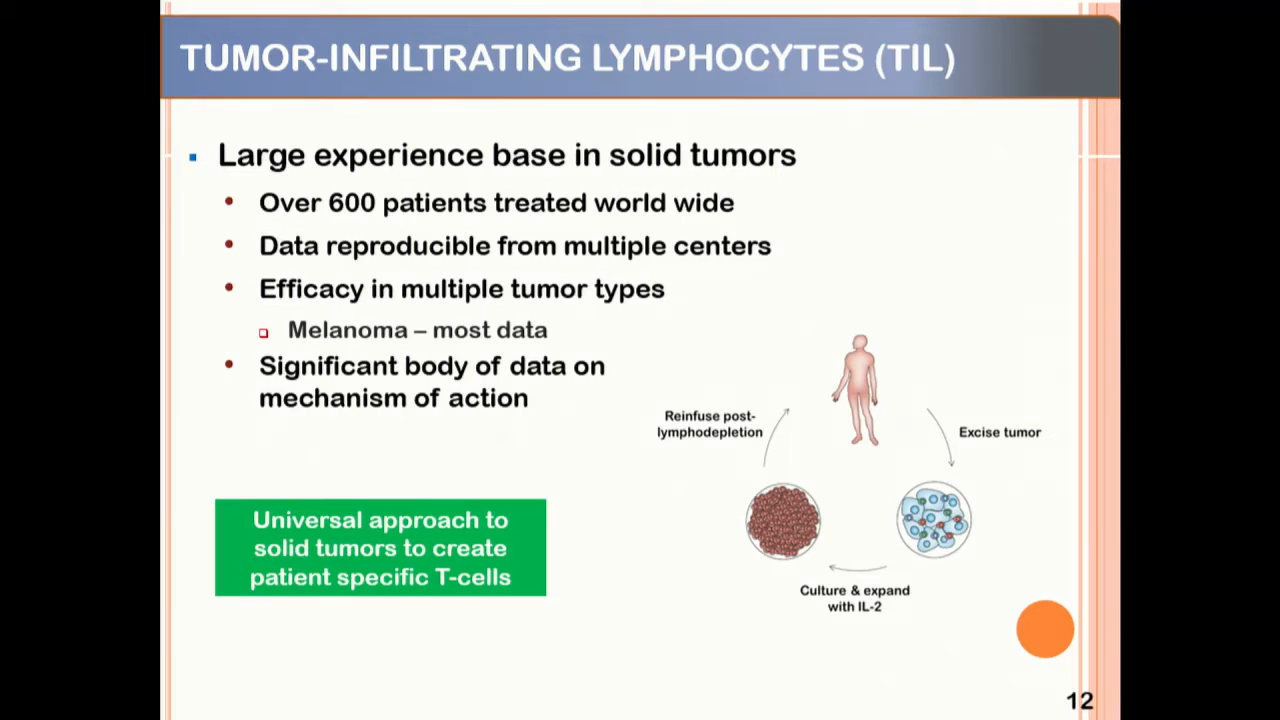 TUMOR-INFILTRATING LYMPHOCYTES (TIL)
Large experience base in solid tumors
Over 600 patients treated world wide
Data reproducible from multiple centers
Efficacy in multiple tumor types
Melanoma – most data
Significant body of data on
mechanism of action
Reinfuse post-
lymphodepletion
Excise tumor
Culture & expand
with IL-2
Universal approach to
solid tumors to create
patient specific T-cells
12